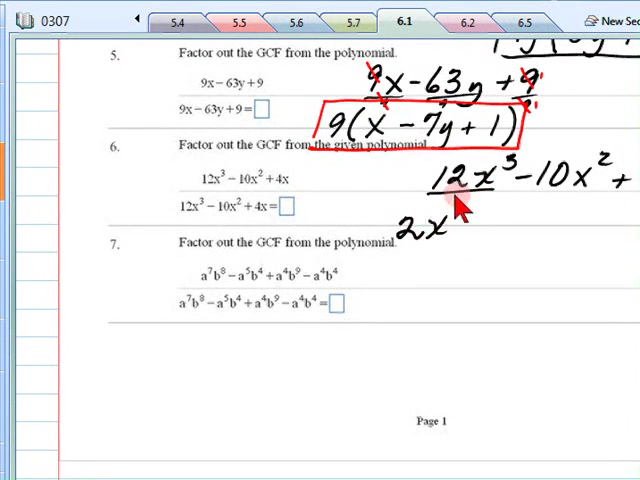 0307 5.4 5.5 5.6 5.7 6.1 6.2 6.5 New Sec
5. Factor out the GCF from the polynomial.
9x − 63y + 9
9x − 63y + 9
9x − 63y + 9 =
9(x − 7y + 1)
6. Factor out the GCF from the given polynomial.
12x³ − 10x² + 4x
12x³ − 10x² +
12x³ − 10x² + 4x =
2x
7. Factor out the GCF from the polynomial.
a⁷b⁸ − a⁵b⁴ + a⁴b⁹ − a⁴b⁴
a⁷b⁸ − a⁵b⁴ + a⁴b⁹ − a⁴b⁴ =
Page 1